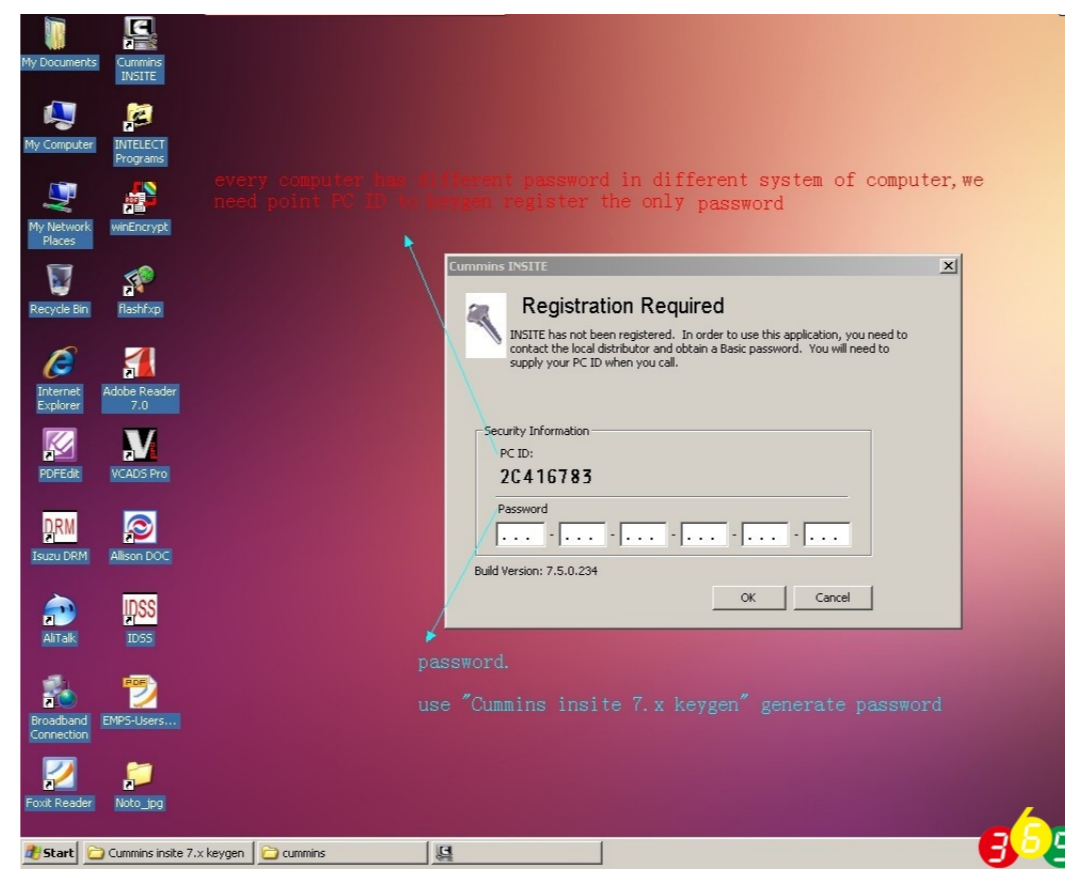 My Documents
Cummins
INSITE
My Computer
INTELECT
Programs
every computer has different password in different system of computer,we
need point PC ID to keygen register the only password
My Network
Places
winEncrypt
Cummins INSITE
Registration Required
INSITE has not been registered. In order to use this application, you need to
contact the local distributor and obtain a Basic password. You will need to
supply your PC ID when you call.
Recycle Bin
flashfxp
Internet
Explorer
Adobe Reader
7.0
Security Information
PC ID:
2C416783
Password
... - ... - ... - ... - ... - ...
Build Version: 7.5.0.234
OK
Cancel
PDFEdit
VCADS Pro
DRM
Isuzu DRM
Allison DOC
AliTalk
IDSS
IDSS
password.
use "Cummins insite 7.x keygen" generate password
Broadband
Connection
PDF
EMPS-Users...
Foxit Reader
Noto_jpg
Start
Cummins insite 7.x keygen
cummins
369